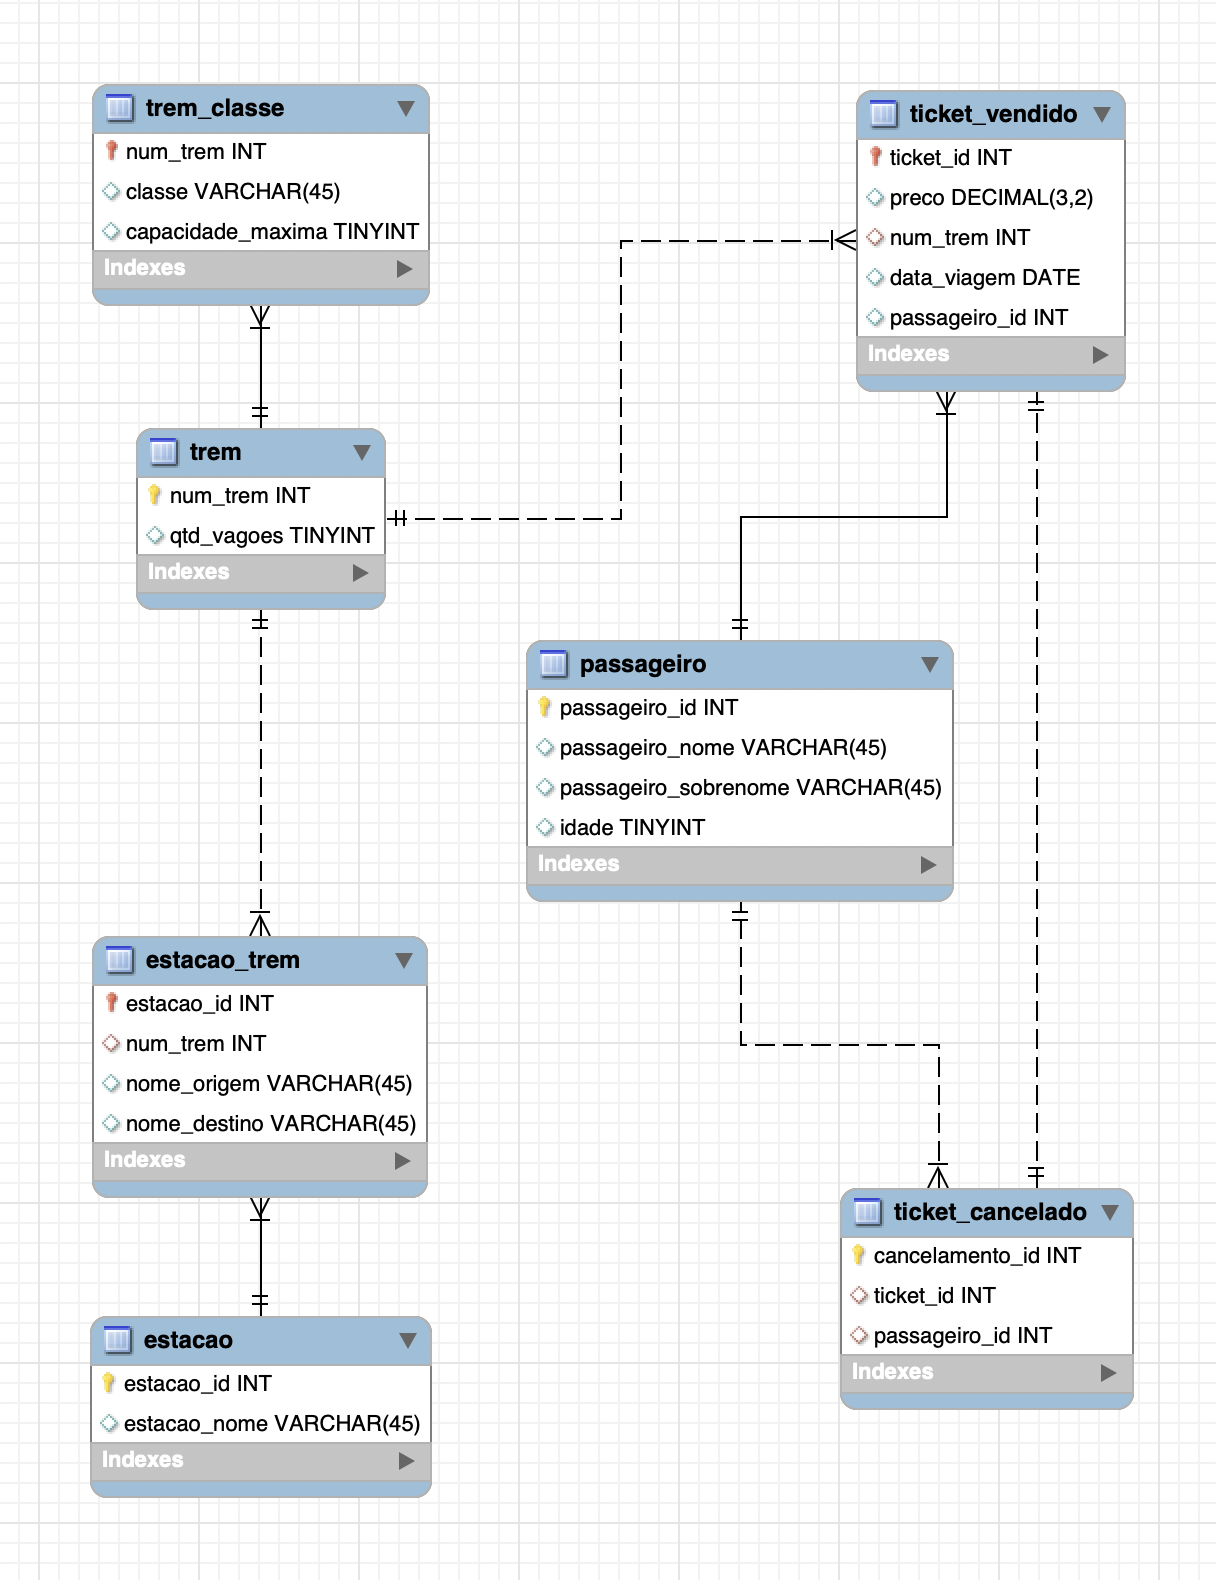 trem_classe
num_trem INT
classe VARCHAR(45)
capacidade_maxima TINYINT
Indexes
ticket_vendido
ticket_id INT
preco DECIMAL(3,2)
num_trem INT
data_viagem DATE
passageiro_id INT
Indexes
trem
num_trem INT
qtd_vagoes TINYINT
Indexes
passageiro
passageiro_id INT
passageiro_nome VARCHAR(45)
passageiro_sobrenome VARCHAR(45)
idade TINYINT
Indexes
estacao_trem
estacao_id INT
num_trem INT
nome_origem VARCHAR(45)
nome_destino VARCHAR(45)
Indexes
ticket_cancelado
cancelamento_id INT
ticket_id INT
passageiro_id INT
Indexes
estacao
estacao_id INT
estacao_nome VARCHAR(45)
Indexes